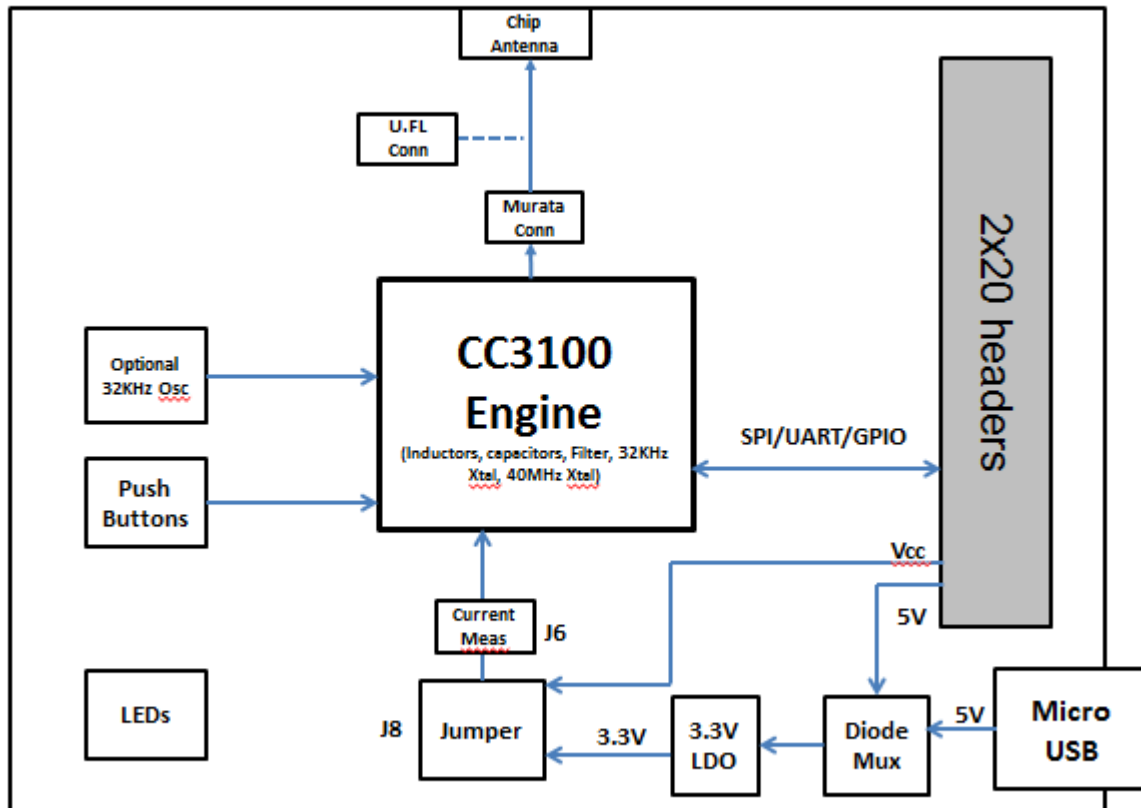 Chip
Antenna
U.FL
Conn
Murata
Conn
CC3100
Engine
(Inductors, capacitors, Filter, 32KHz
Xtal, 40MHz Xtal)
Optional
32KHz Osc
Push
Buttons
LEDs
SPI/UART/GPIO
2x20 headers
Vcc
5V
Current
Meas
J6
J8
Jumper
3.3V
3.3V
LDO
Diode
Mux
5V
Micro
USB